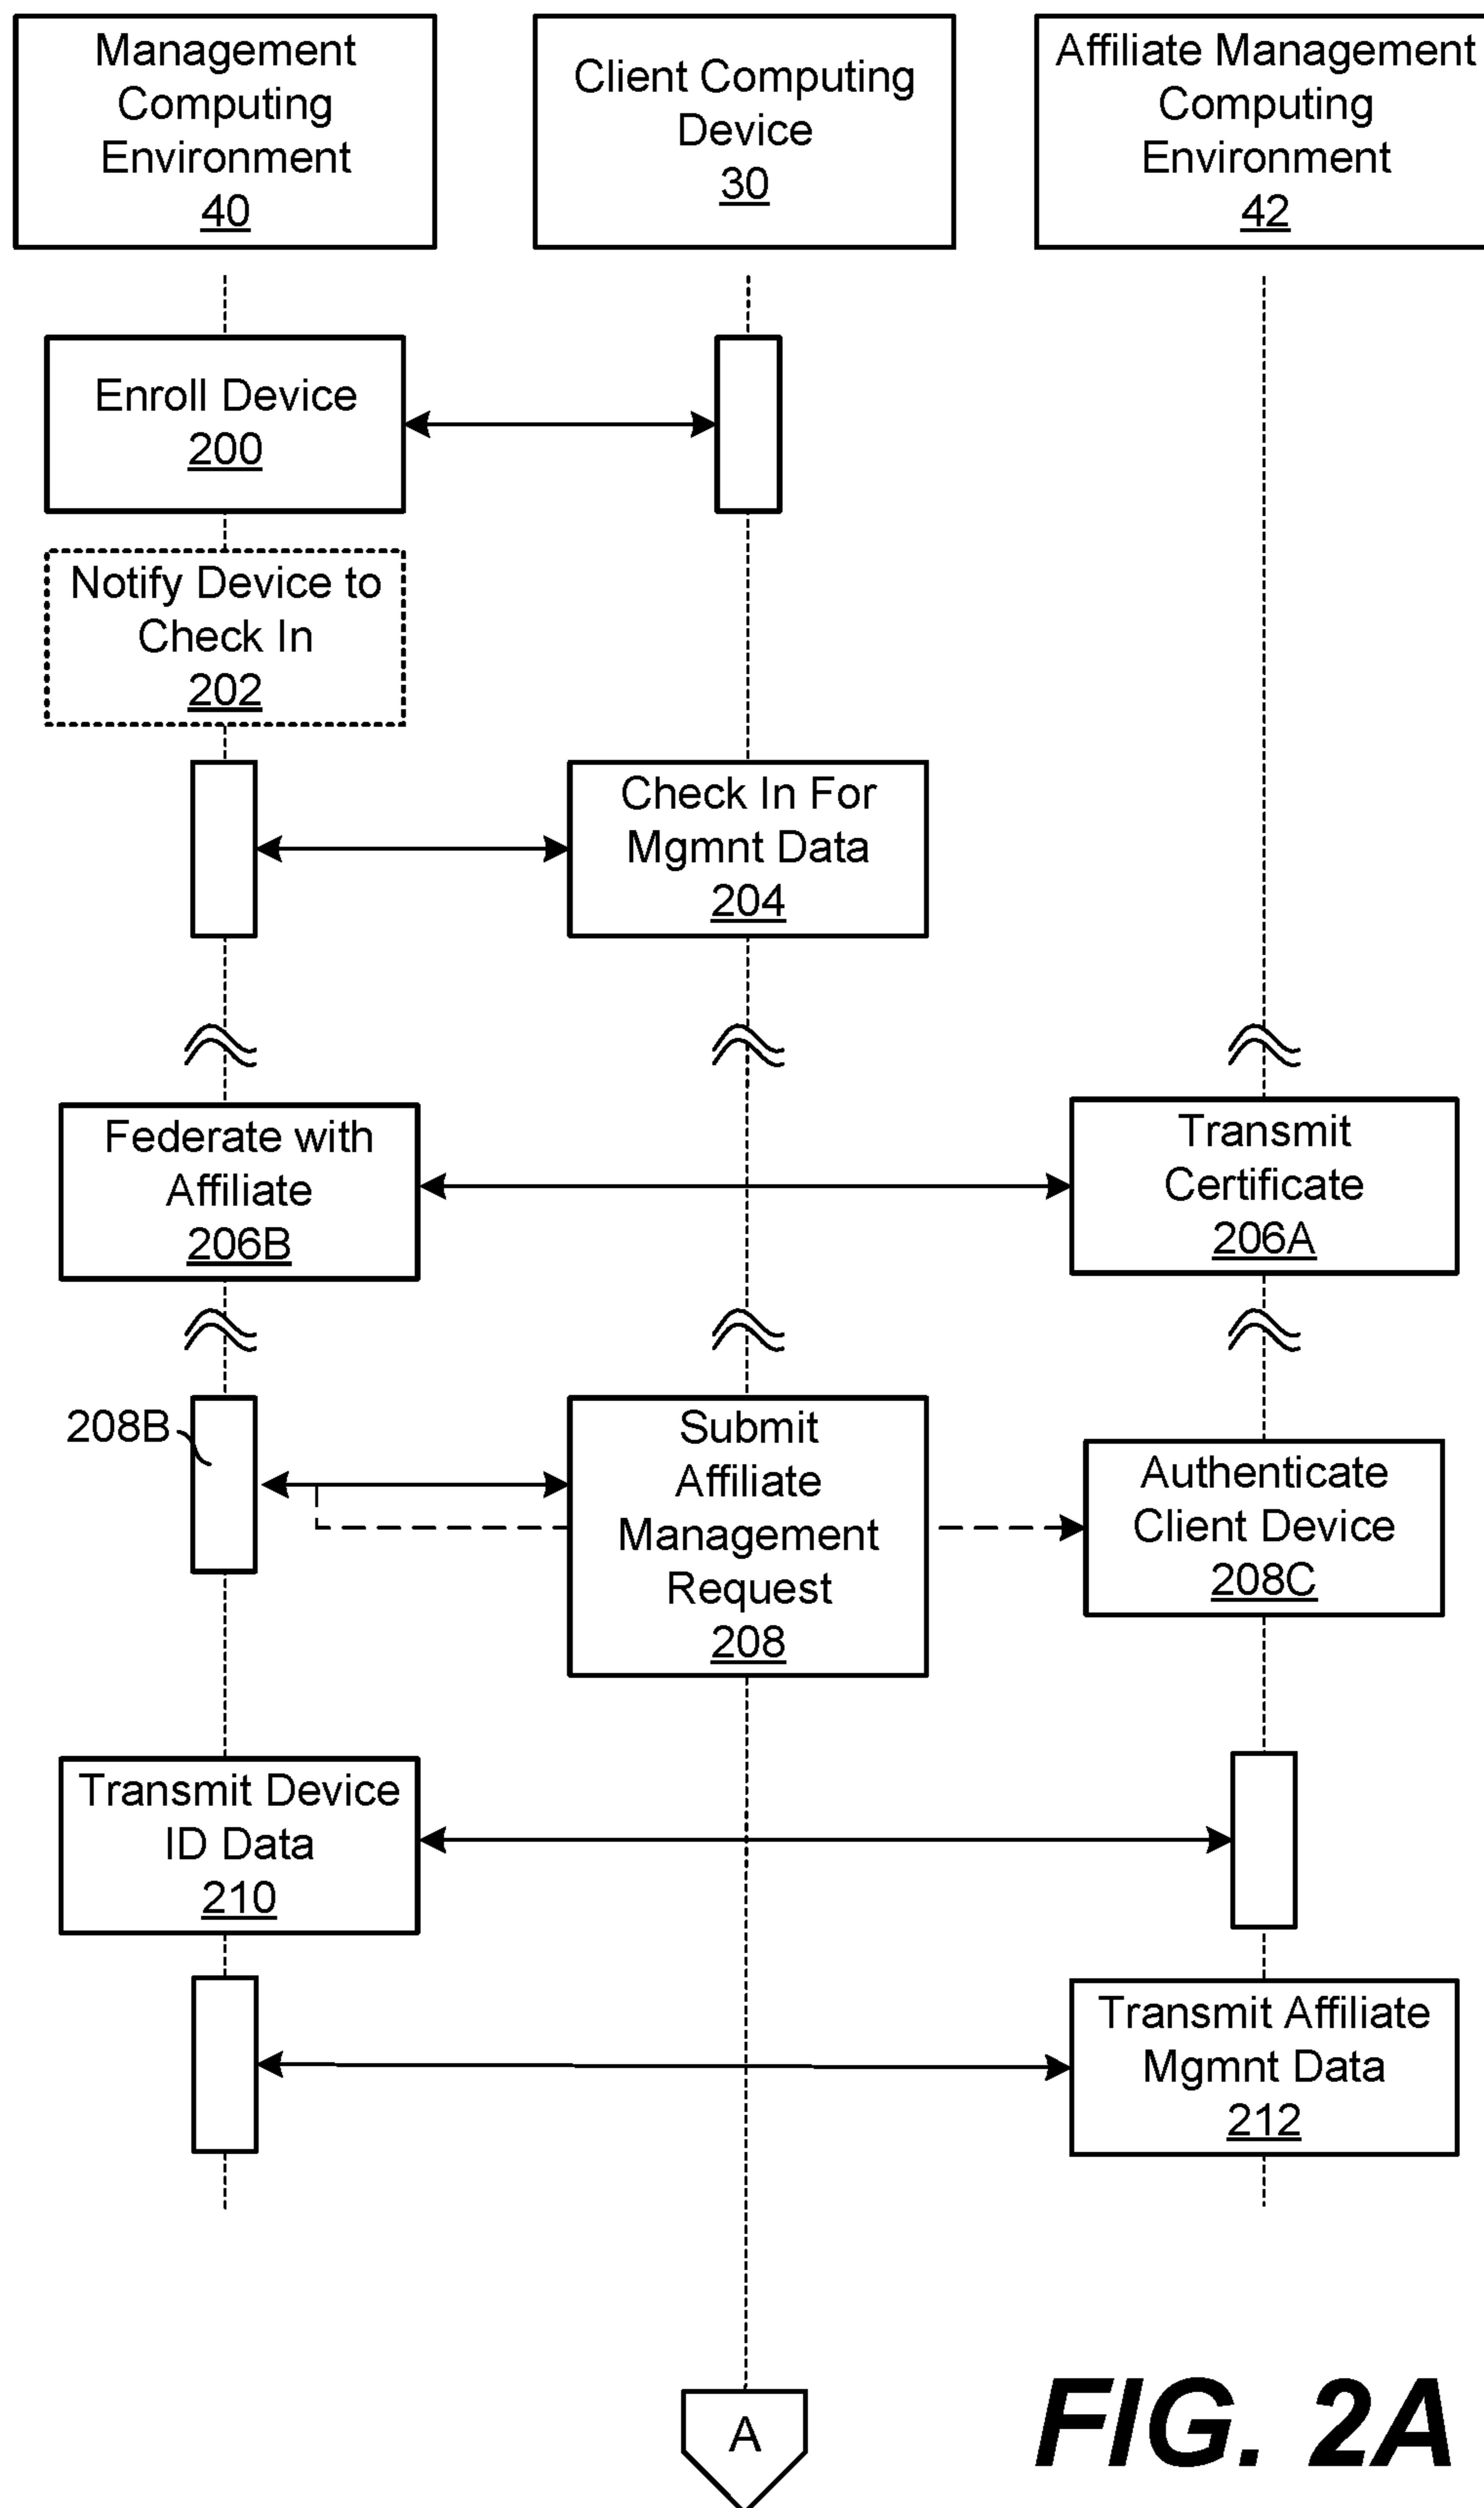 Management
Computing
Environment
40
Client Computing
Device
30
Affiliate Management
Computing
Environment
42
Enroll Device
200
Notify Device to
Check In
202
Check In For
Mgmnt Data
204
Federate with
Affiliate
206B
Transmit
Certificate
206A
208B
Submit
Affiliate
Management
Request
208
Authenticate
Client Device
208C
Transmit Device
ID Data
210
Transmit Affiliate
Mgmnt Data
212
A
FIG. 2A